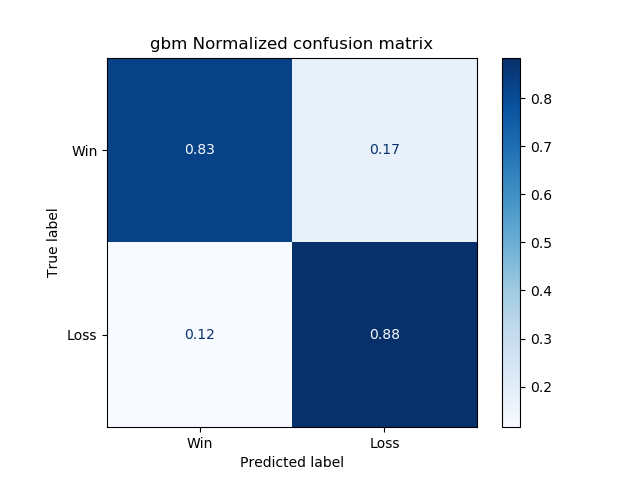 gbm Normalized confusion matrix
True label
Win
0.83
0.17
Loss
0.12
0.88
Win
Loss
Predicted label
0.8
0.7
0.6
0.5
0.4
0.3
0.2